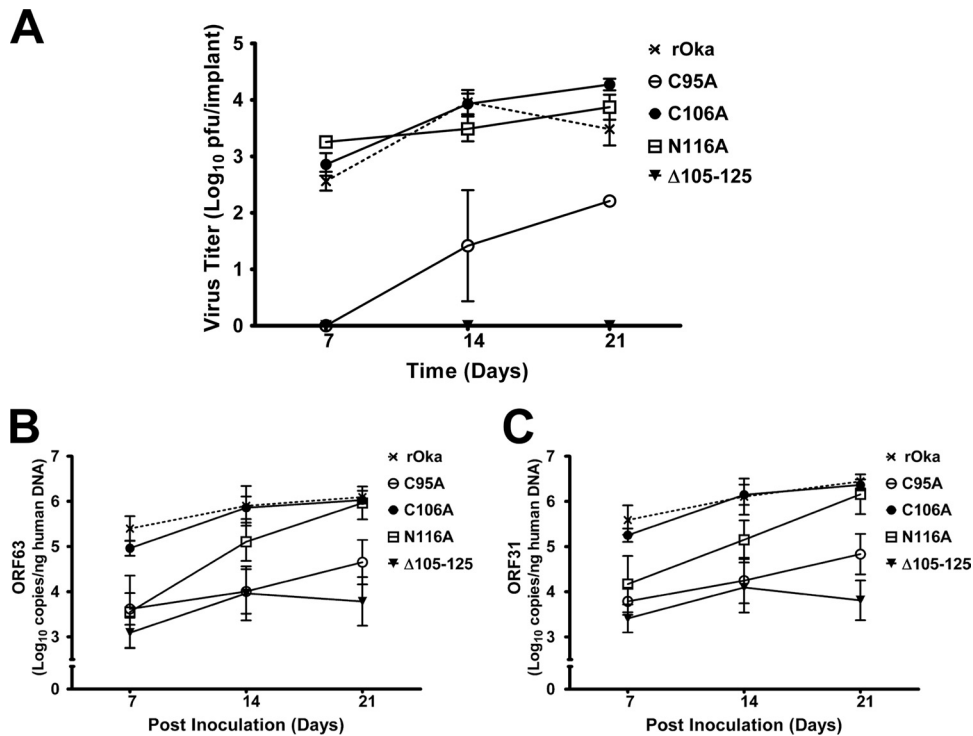 A
Virus Titer (Log10 pfu/implant)
5
4
3
2
1
0
7
14
21
Time (Days)
rOka
C95A
C106A
N116A
Δ105-125
B
ORF63
(Log10 copies/ng human DNA)
7
6
5
4
3
0
7
14
21
Post Inoculation (Days)
rOka
C95A
C106A
N116A
Δ105-125
C
ORF31
(Log10 copies/ng human DNA)
7
6
5
4
3
0
7
14
21
Post Inoculation (Days)
rOka
C95A
C106A
N116A
Δ105-125